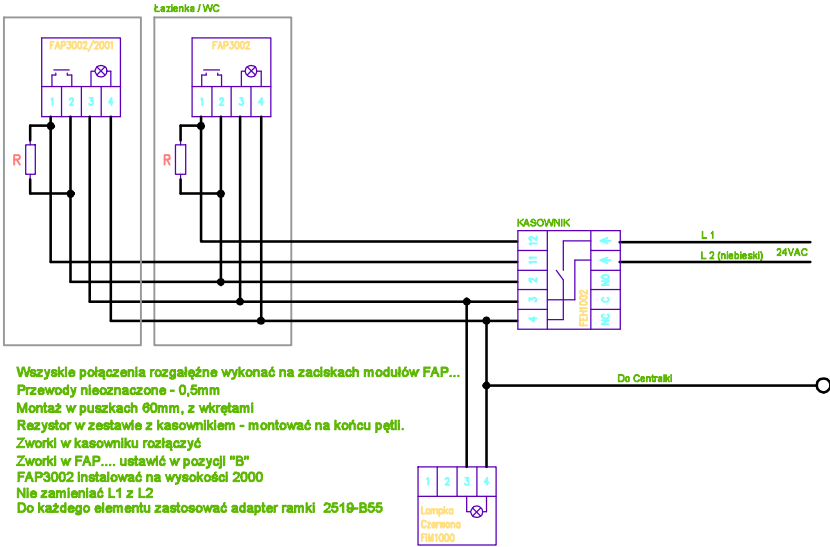 Łazienka / WC
FAP3002/2001
FAP3002
1 2 3 4
1 2 3 4
R
R
KASOWNIK
12
11
2
3
4
NO
C
NC
FEH1002
L 1
L 2 (niebieski)
24VAC
Do Centralki
Wszyskie połączenia rozgałęźne wykonać na zaciskach modułów FAP...
Przewody nieoznaczone - 0,5mm
Montaż w puszkach 60mm, z wkrętami
Rezystor w zestawie z kasownikiem - montować na końcu pętli.
Zworki w kasowniku rozłączyć
Zworki w FAP.... ustawić w pozycji "B"
FAP3002 instalować na wysokości 2000
Nie zamieniać L1 z L2
Do każdego elementu zastosować adapter ramki 2519-B55
1 2 3 4
Lampka
Czerwona
FIM1000